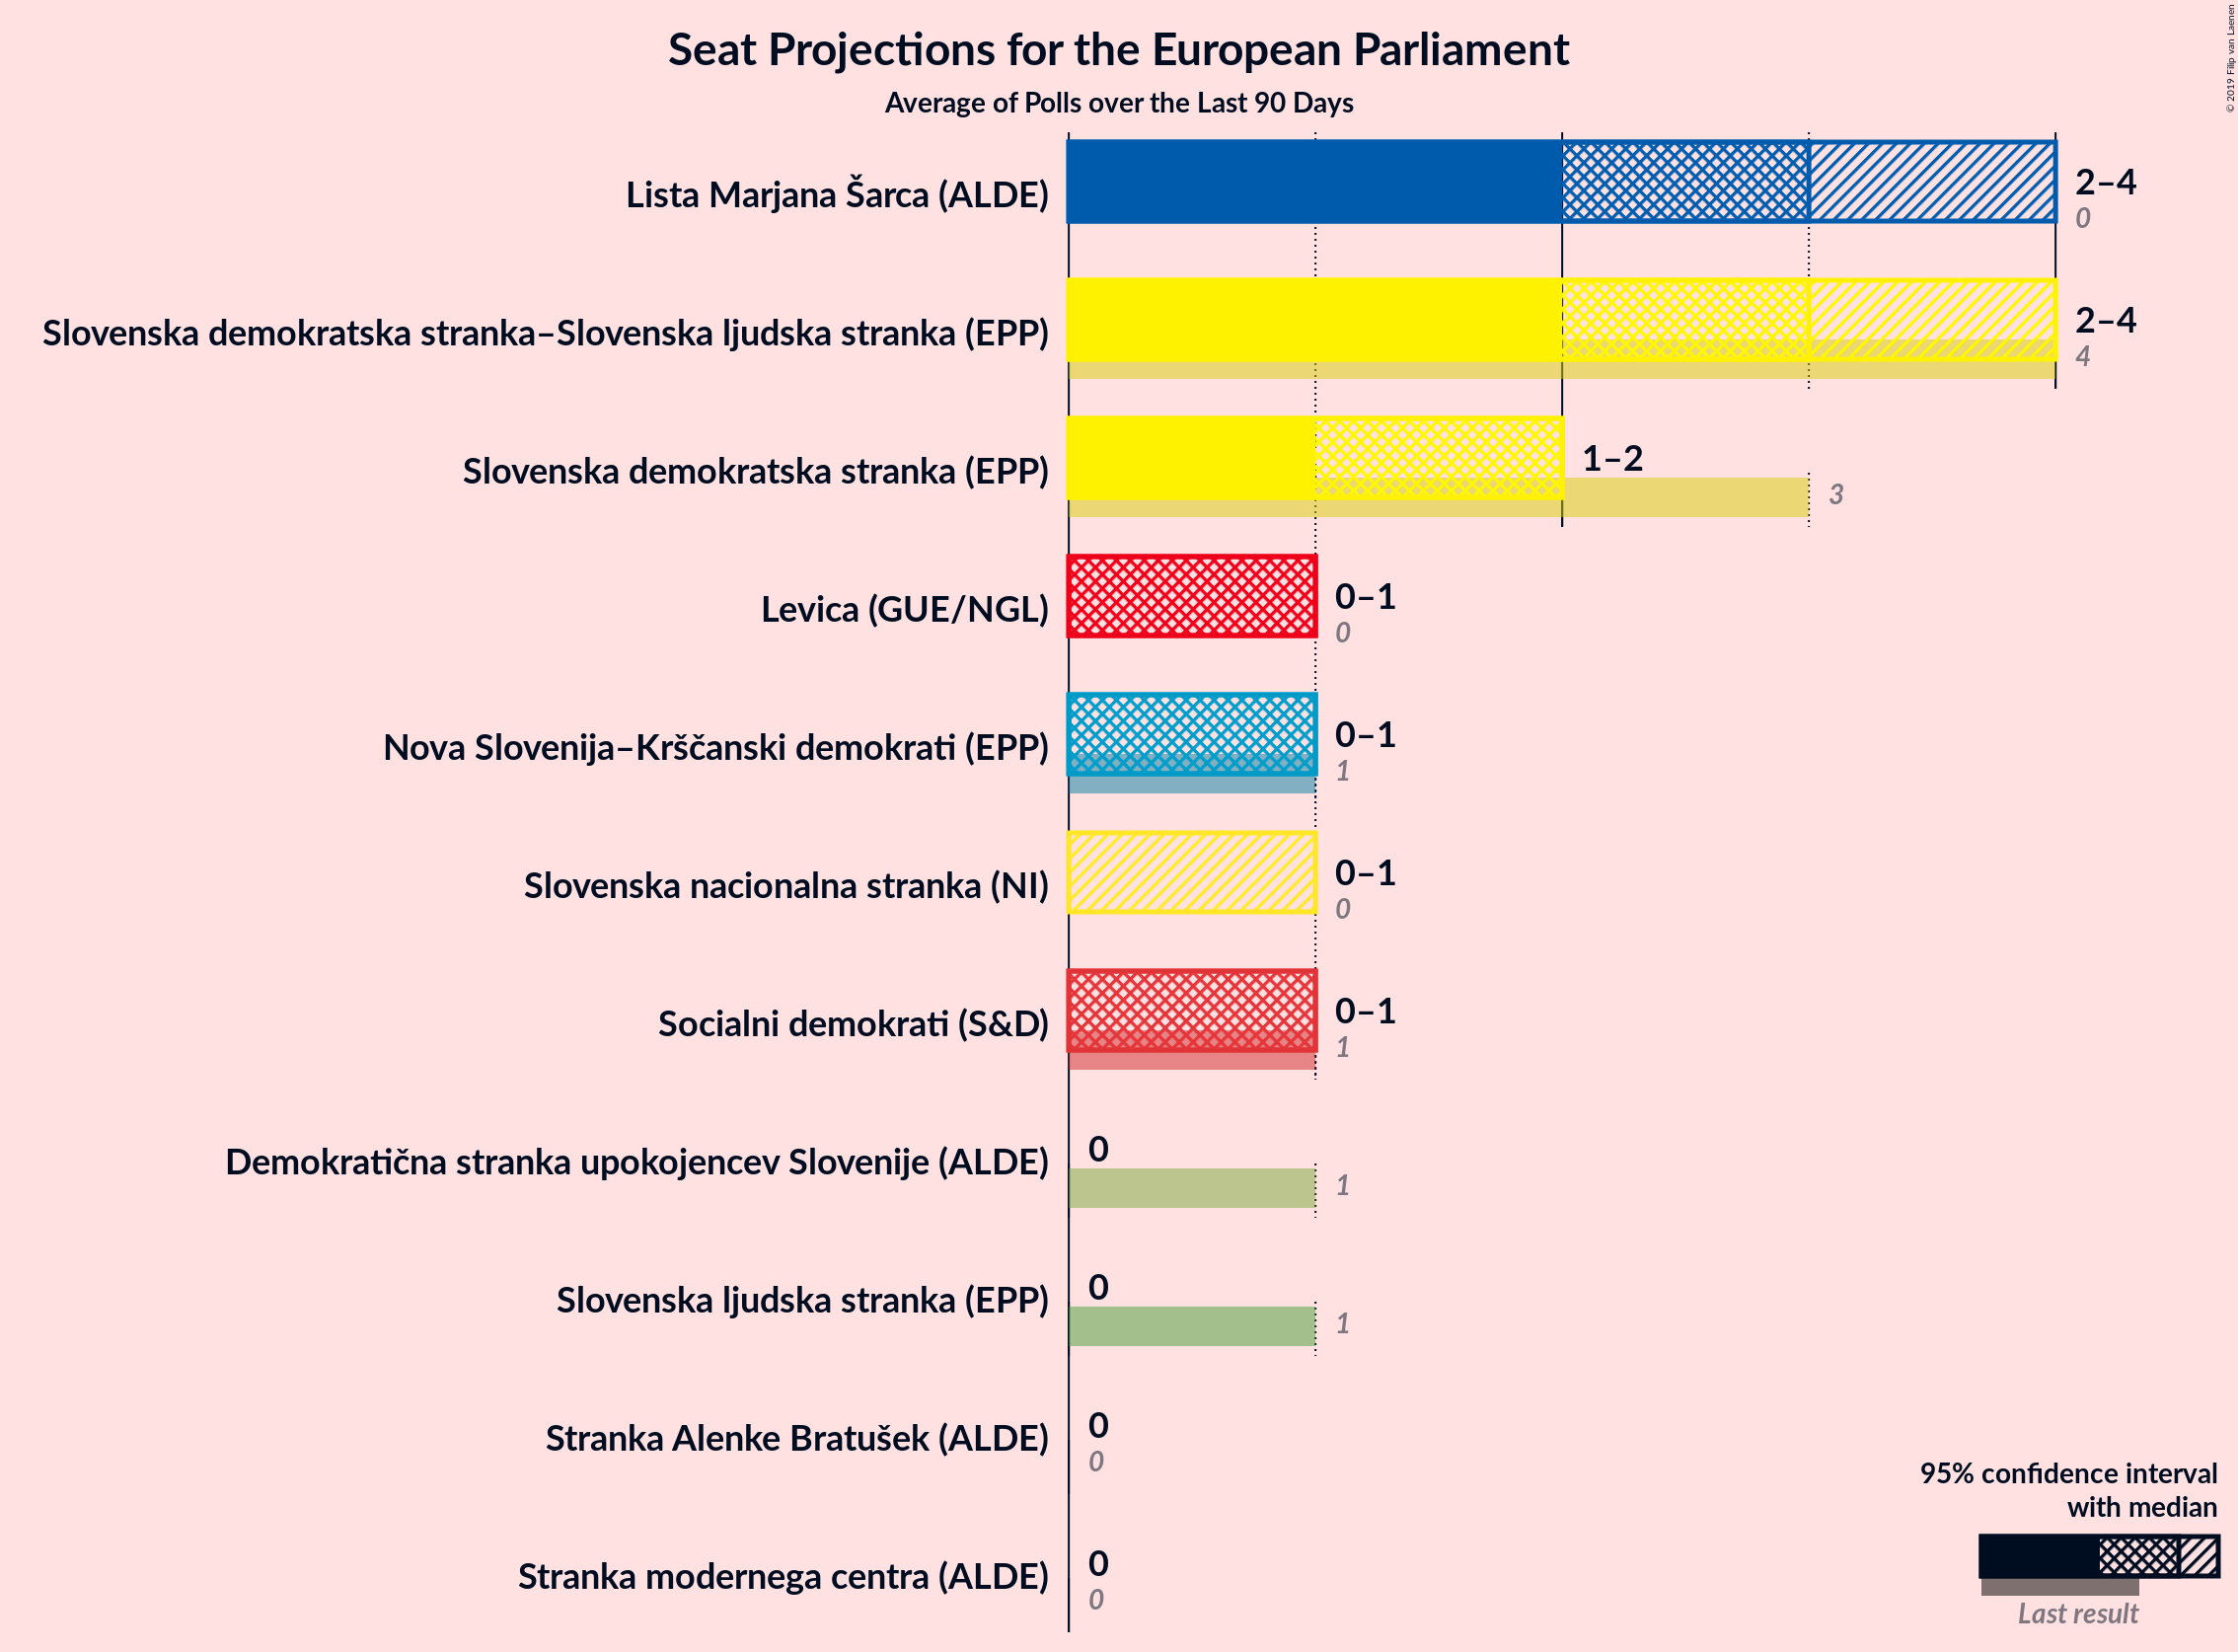 Seat Projections for the European Parliament
Average of Polls over the Last 90 Days
© 2019 Filip van Laenen
Lista Marjana Šarca (ALDE)
2–4
0
Slovenska demokratska stranka–Slovenska ljudska stranka (EPP)
2–4
4
Slovenska demokratska stranka (EPP)
1–2
3
Levica (GUE/NGL)
0–1
0
Nova Slovenija–Krščanski demokrati (EPP)
0–1
1
Slovenska nacionalna stranka (NI)
0–1
0
Socialni demokrati (S&D)
0–1
1
Demokratična stranka upokojencev Slovenije (ALDE)
0
1
Slovenska ljudska stranka (EPP)
0
1
Stranka Alenke Bratušek (ALDE)
0
0
Stranka modernega centra (ALDE)
0
0
95% confidence interval
with median
Last result